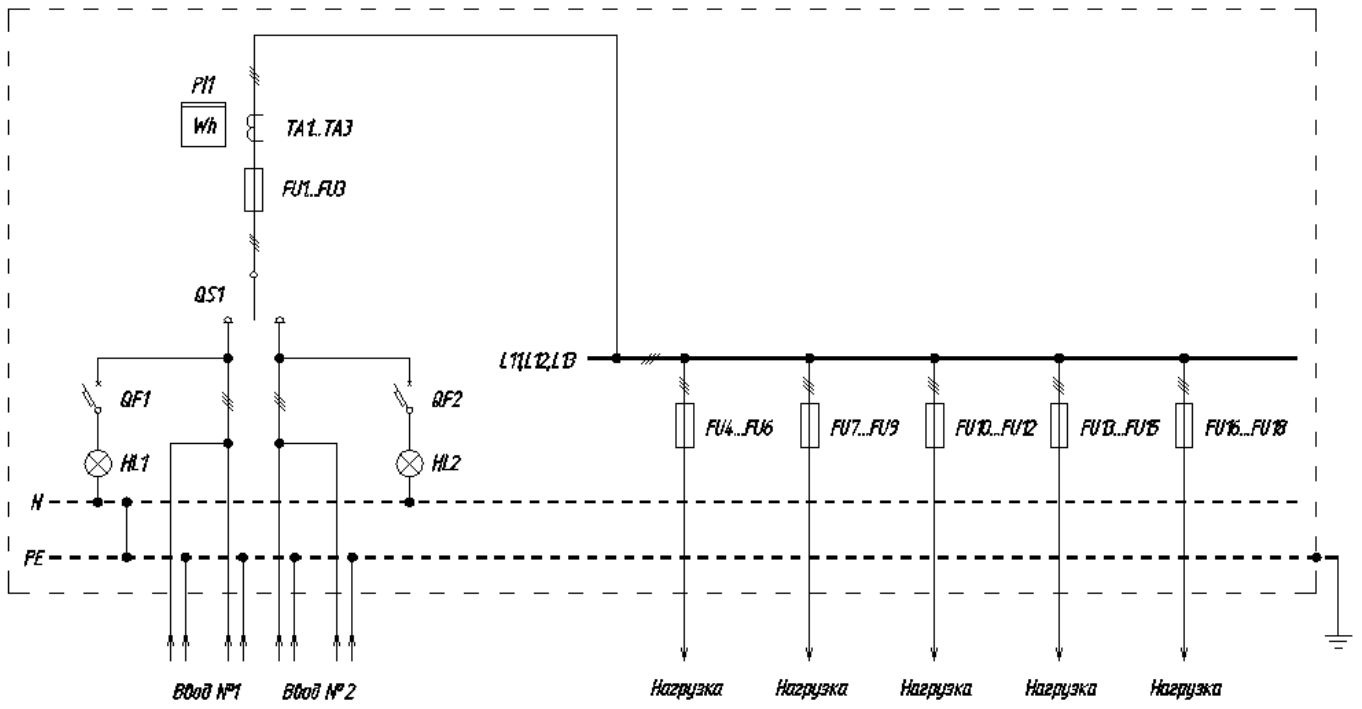 PI1
Wh
TA1...TA3
FU1...FU3
QS1
L11,L12,L13
QF1
QF2
FU4...FU6
FU7...FU9
FU10...FU12
FU13...FU15
FU16...FU18
HL1
HL2
N
PE
Ввод №1
Ввод №2
Нагрузка
Нагрузка
Нагрузка
Нагрузка
Нагрузка